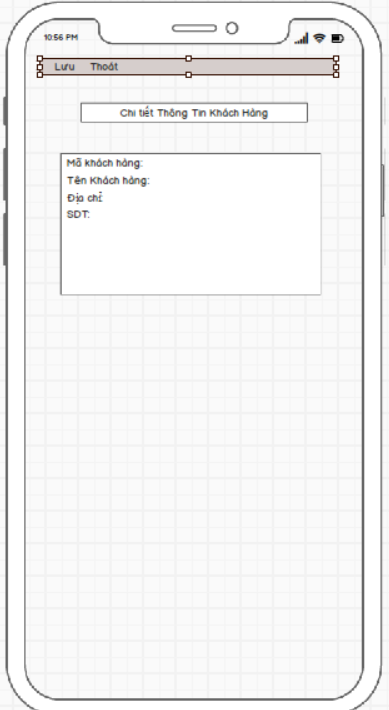 10:56 PM
Lưu Thoát
Chi tiết Thông Tin Khách Hàng
Mã khách hàng:
Tên Khách hàng:
Địa chỉ:
SDT: